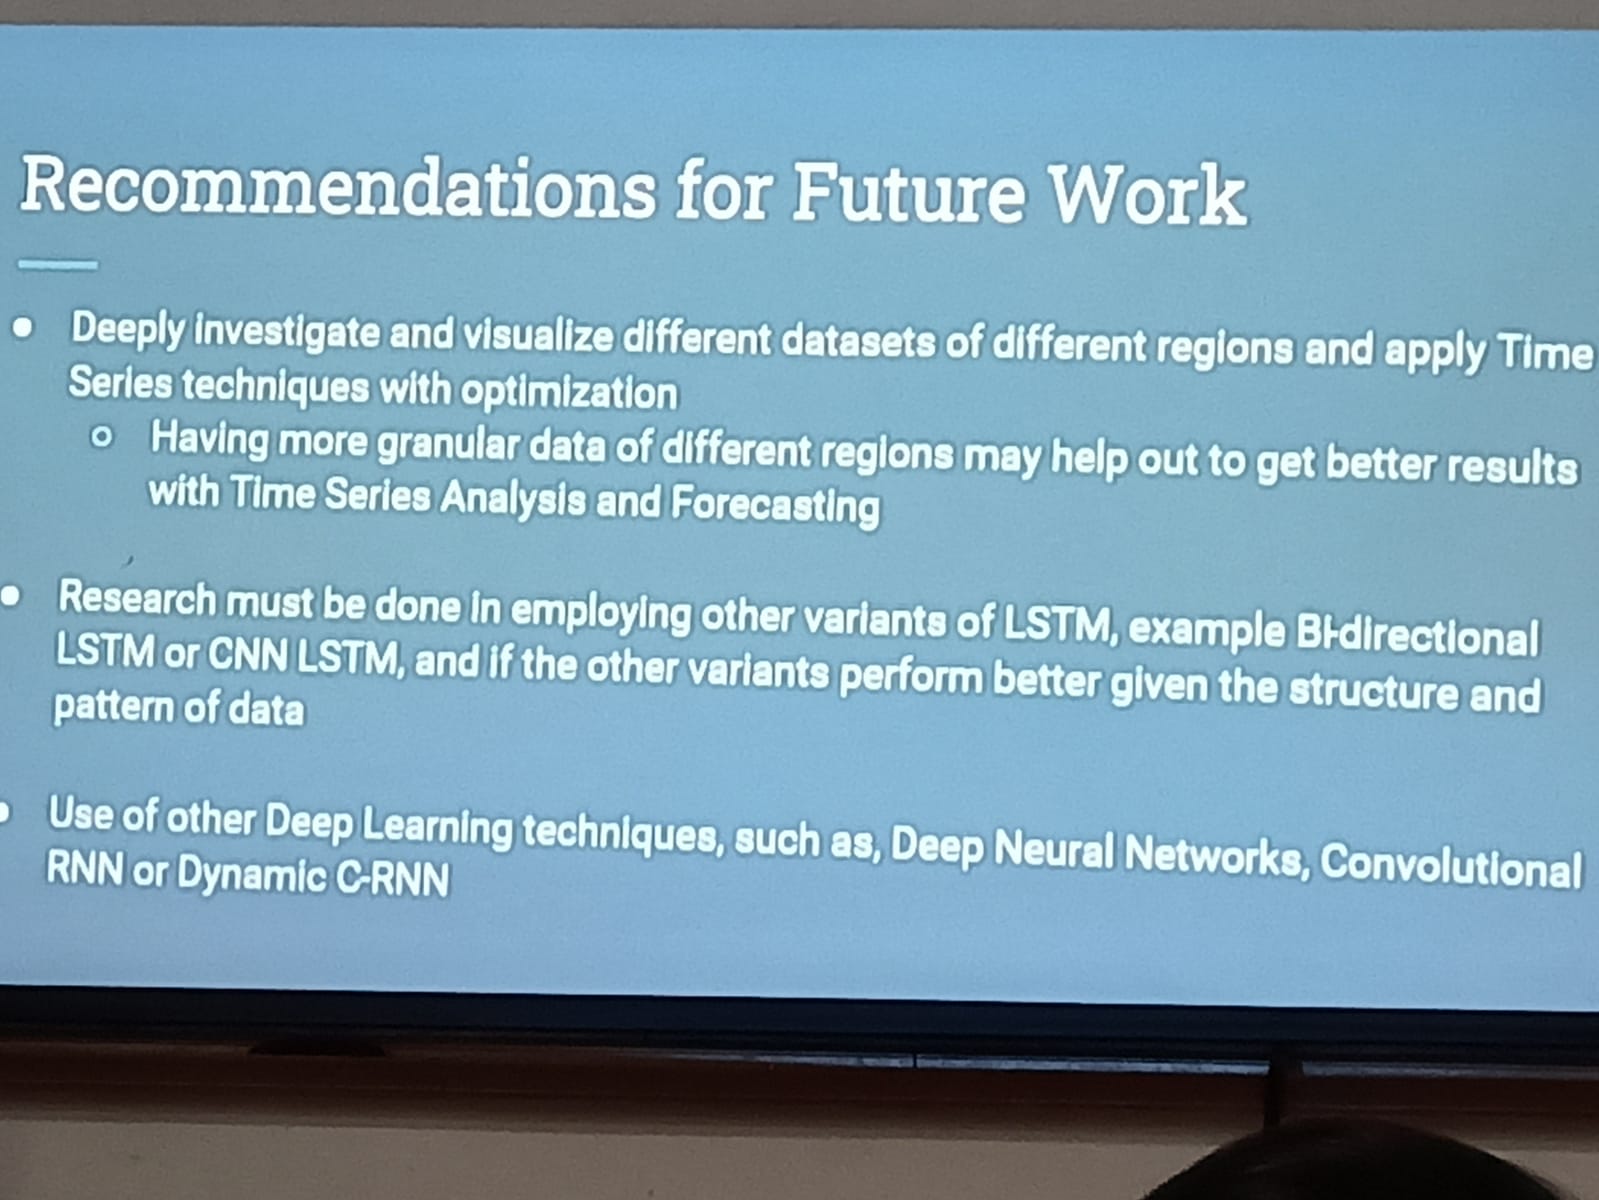 Recommendations for Future Work
● Deeply investigate and visualize different datasets of different regions and apply Time
Series techniques with optimization
○ Having more granular data of different regions may help out to get better results
with Time Series Analysis and Forecasting
● Research must be done in employing other variants of LSTM, example Bi-directional
LSTM or CNN LSTM, and if the other variants perform better given the structure and
pattern of data
● Use of other Deep Learning techniques, such as, Deep Neural Networks, Convolutional
RNN or Dynamic C-RNN